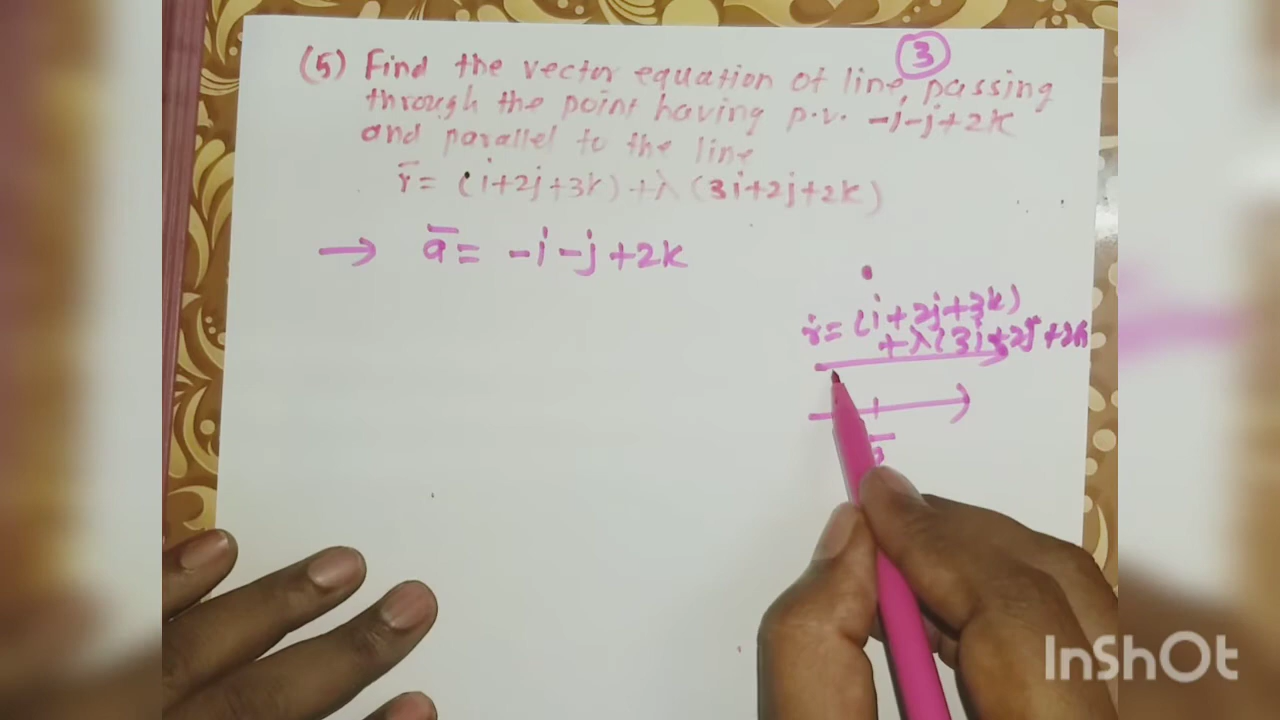 (5) Find the vector equation of line, passing
③
through the point having p.v. -i-j+2k
and parallel to the line
r̄ = (i+2j+3k)+λ(3i+2j+2k)
→ ā = -i-j+2k
r = (i+2j+3k)
+λ(3i+2j+2k
InShOt